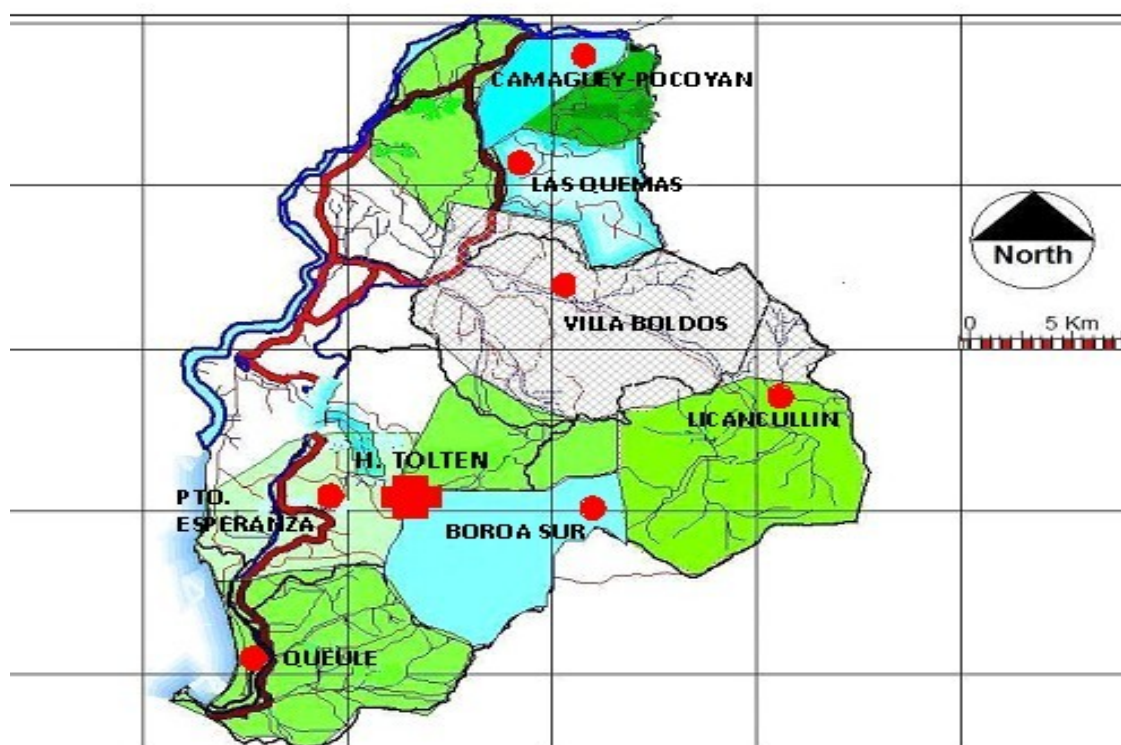 CAMAGUEY-POCOYAN
LAS QUEMAS
North
0 5 Km
VILLA BOLDOS
LICANCULLIN
H. TOLTEN
PTO.
ESPERANZA
BOROA SUR
QUEULE